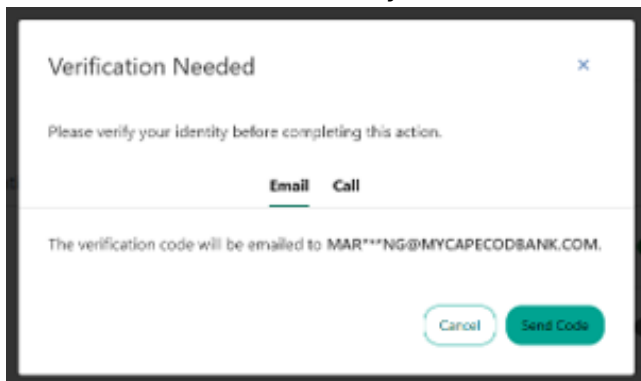 Verification Needed ×
Please verify your identity before completing this action.
Email Call
The verification code will be emailed to MAR***NG@MYCAPECODBANK.COM.
Cancel Send Code